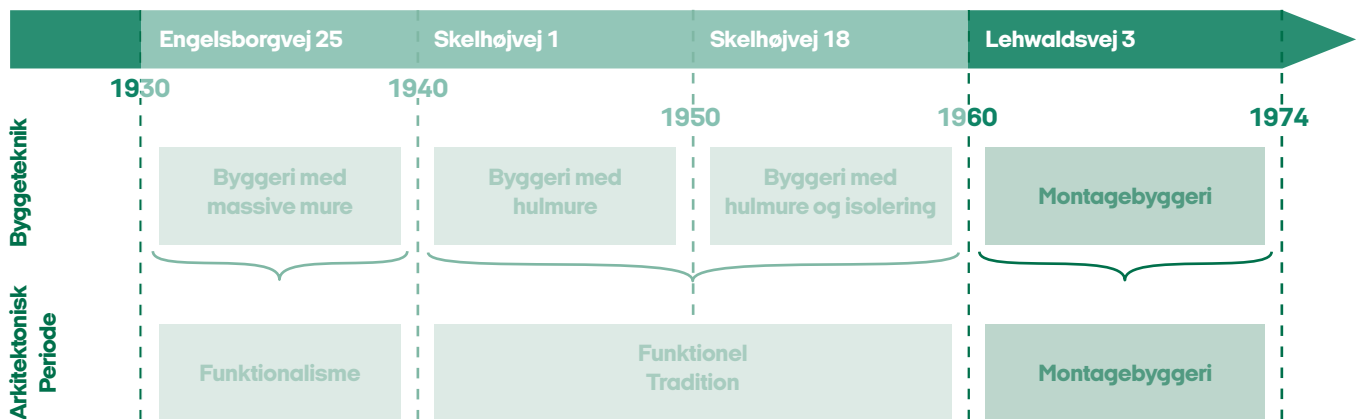 Engelsborgvej 25
Skelhøjvej 1
Skelhøjvej 18
Lehwaldsvej 3
1930
1940
1950
1960
1974
Byggeteknik
Byggeri med
massive mure
Byggeri med
hulmure
Byggeri med
hulmure og isolering
Montagebyggeri
Arkitektonisk
Periode
Funktionalisme
Funktionel
Tradition
Montagebyggeri